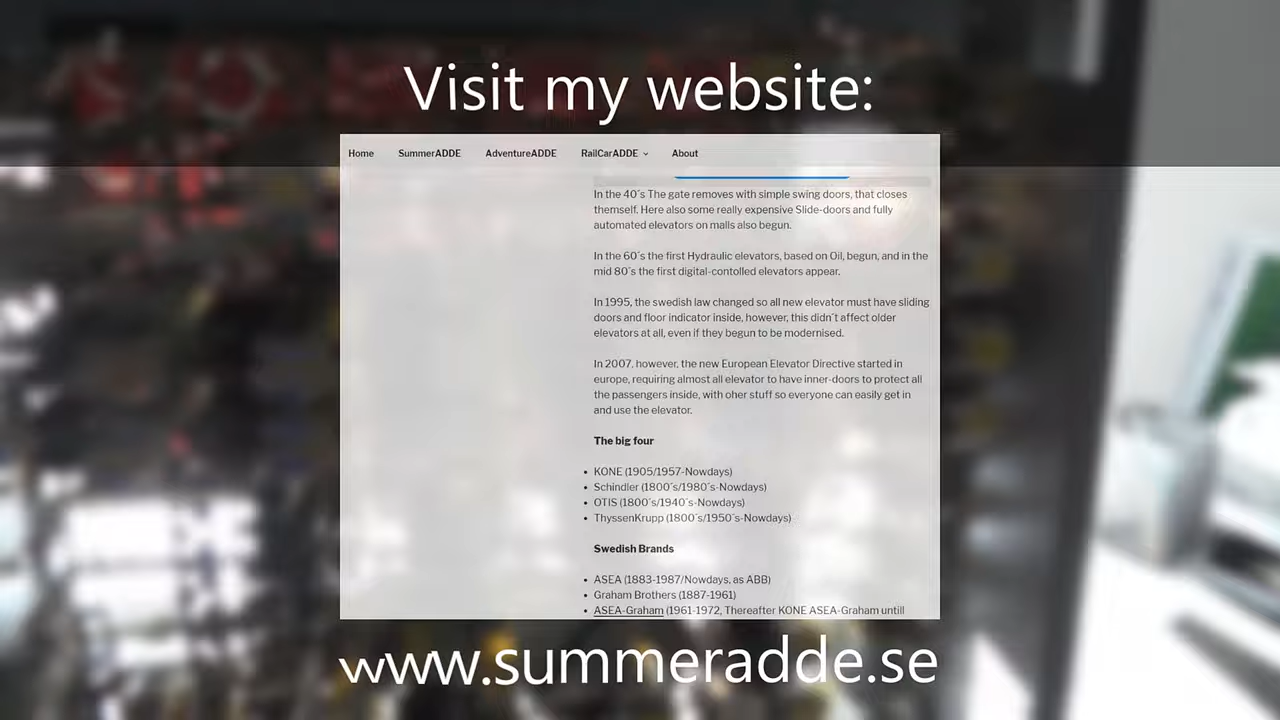 Visit my website:
Home SummerADDE AdventureADDE RailCarADDE About
In the 40´s The gate removes with simple swing doors, that closes
themself. Here also some really expensive Slide-doors and fully
automated elevators on malls also begun.
In the 60´s the first Hydraulic elevators, based on Oil, begun, and in the
mid 80´s the first digital-contolled elevators appear.
In 1995, the swedish law changed so all new elevator must have sliding
doors and floor indicator inside, however, this didn´t affect older
elevators at all, even if they begun to be modernised.
In 2007, however, the new European Elevator Directive started in
europe, requiring almost all elevator to have inner-doors to protect all
the passengers inside, with oher stuff so everyone can easily get in
and use the elevator.
The big four
• KONE (1905/1957-Nowdays)
• Schindler (1800´s/1980´s-Nowdays)
• OTIS (1800´s/1940´s-Nowdays)
• ThyssenKrupp (1800´s/1950´s-Nowdays)
Swedish Brands
• ASEA (1883-1987/Nowdays, as ABB)
• Graham Brothers (1887-1961)
• ASEA-Graham (1961-1972, Thereafter KONE ASEA-Graham untill
www.summeradde.se